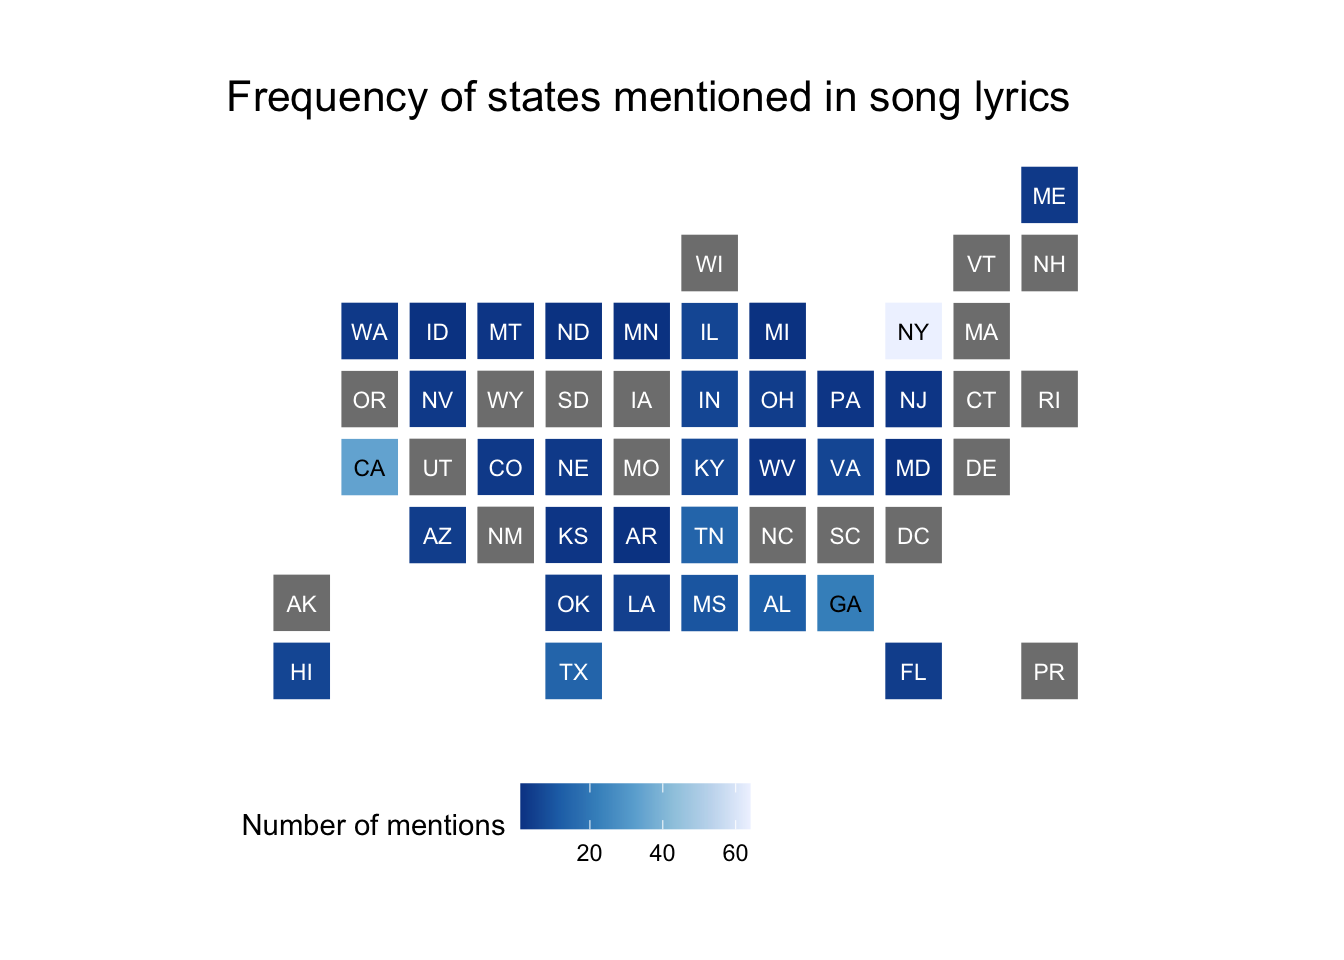 Frequency of states mentioned in song lyrics
ME
WI VT NH
WA ID MT ND MN IL MI NY MA
OR NV WY SD IA IN OH PA NJ CT RI
CA UT CO NE MO KY WV VA MD DE
AZ NM KS AR TN NC SC DC
AK OK LA MS AL GA
HI TX FL PR
Number of mentions
20 40 60